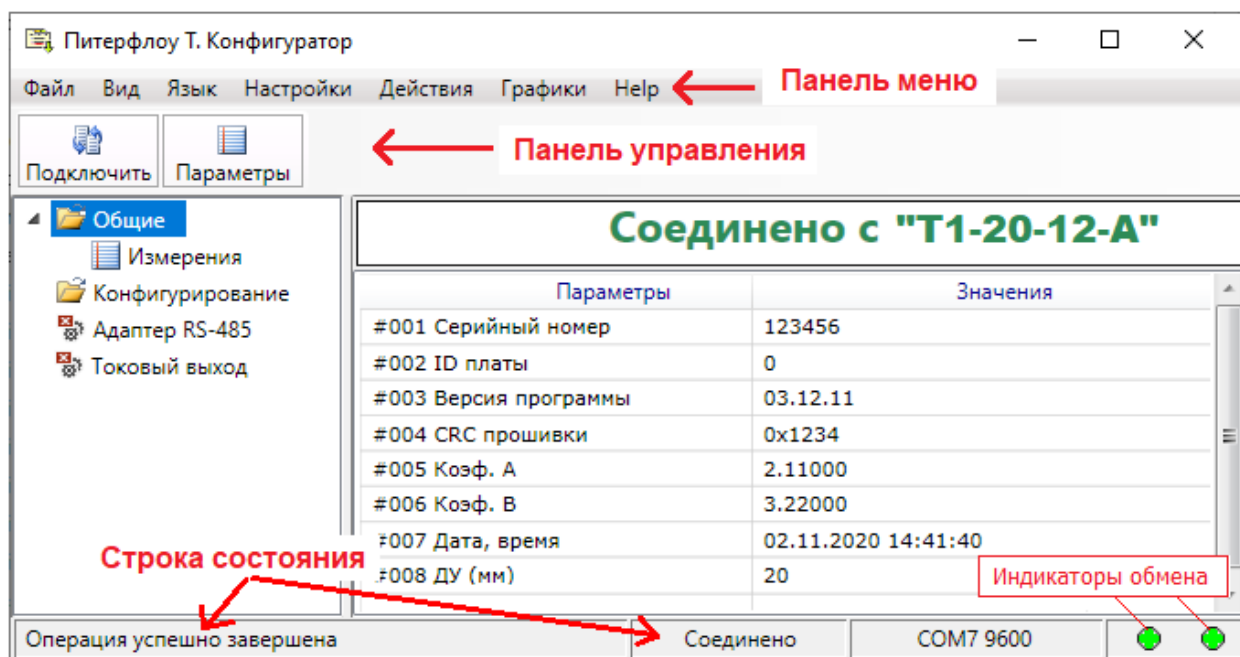 Питерфлоу Т. Конфигуратор
Файл Вид Язык Настройки Действия Графики Help
Панель меню
Подключить Параметры
Панель управления
Общие
Измерения
Конфигурирование
Адаптер RS-485
Токовый выход
Соединено с "Т1-20-12-А"
Параметры Значения
#001 Серийный номер 123456
#002 ID платы 0
#003 Версия программы 03.12.11
#004 CRC прошивки 0x1234
#005 Коэф. А 2.11000
#006 Коэф. В 3.22000
#007 Дата, время 02.11.2020 14:41:40
#008 ДУ (мм) 20
Строка состояния
Индикаторы обмена
Операция успешно завершена Соединено COM7 9600